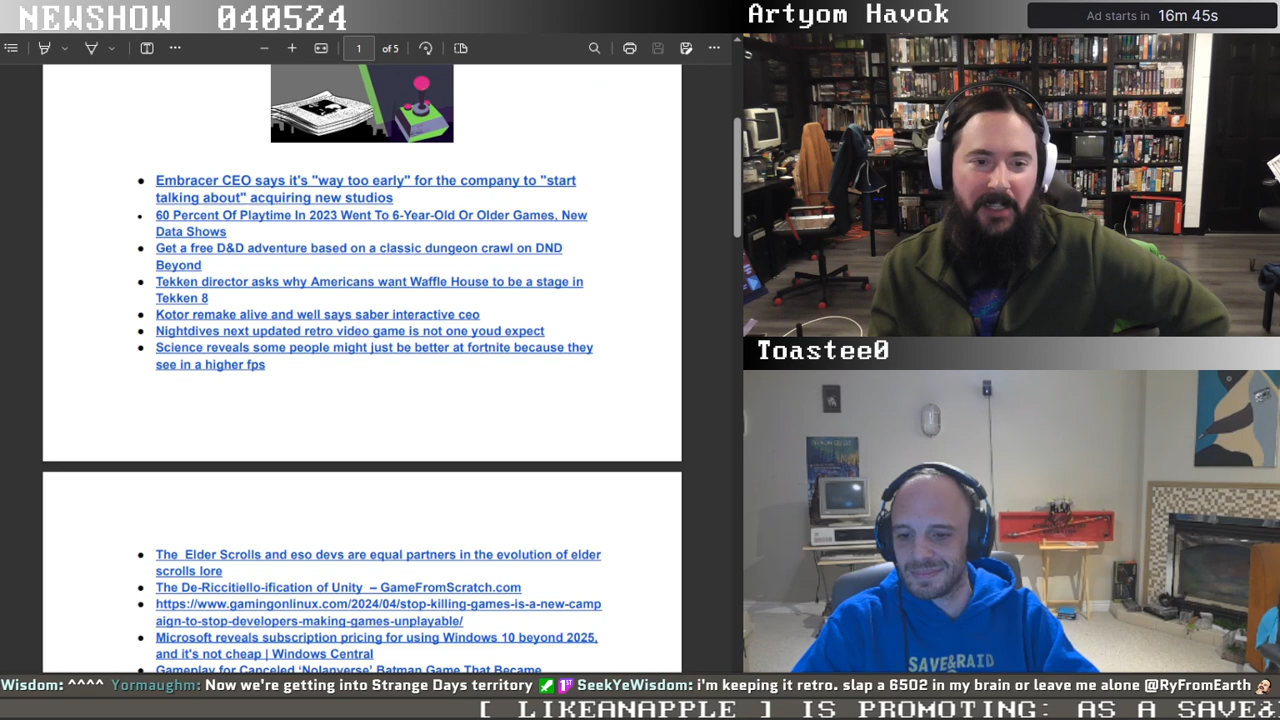 NEWSHOW 040524
Artyom Havok
Ad starts in 16m 45s
1 of 5
Embracer CEO says it's "way too early" for the company to "start
talking about" acquiring new studios
60 Percent Of Playtime In 2023 Went To 6-Year-Old Or Older Games, New
Data Shows
Get a free D&D adventure based on a classic dungeon crawl on DND
Beyond
Tekken director asks why Americans want Waffle House to be a stage in
Tekken 8
Kotor remake alive and well says saber interactive ceo
Nightdives next updated retro video game is not one youd expect
Science reveals some people might just be better at fortnite because they
see in a higher fps
Toastee0
The Elder Scrolls and eso devs are equal partners in the evolution of elder
scrolls lore
The De-Riccitiello-ification of Unity – GameFromScratch.com
https://www.gamingonlinux.com/2024/04/stop-killing-games-is-a-new-camp
aign-to-stop-developers-making-games-unplayable/
Microsoft reveals subscription pricing for using Windows 10 beyond 2025,
and it's not cheap | Windows Central
Gameplay for Canceled 'Nolanverse' Batman Game That Became
SAVE&RAID
Wisdom: ^^^^ Yormaughm: Now we're getting into Strange Days territory SeekYeWisdom: i'm keeping it retro. slap a 6502 in my brain or leave me alone @RyFromEarth
[ LIKEANAPPLE ] IS PROMOTING: AS A SAVE&